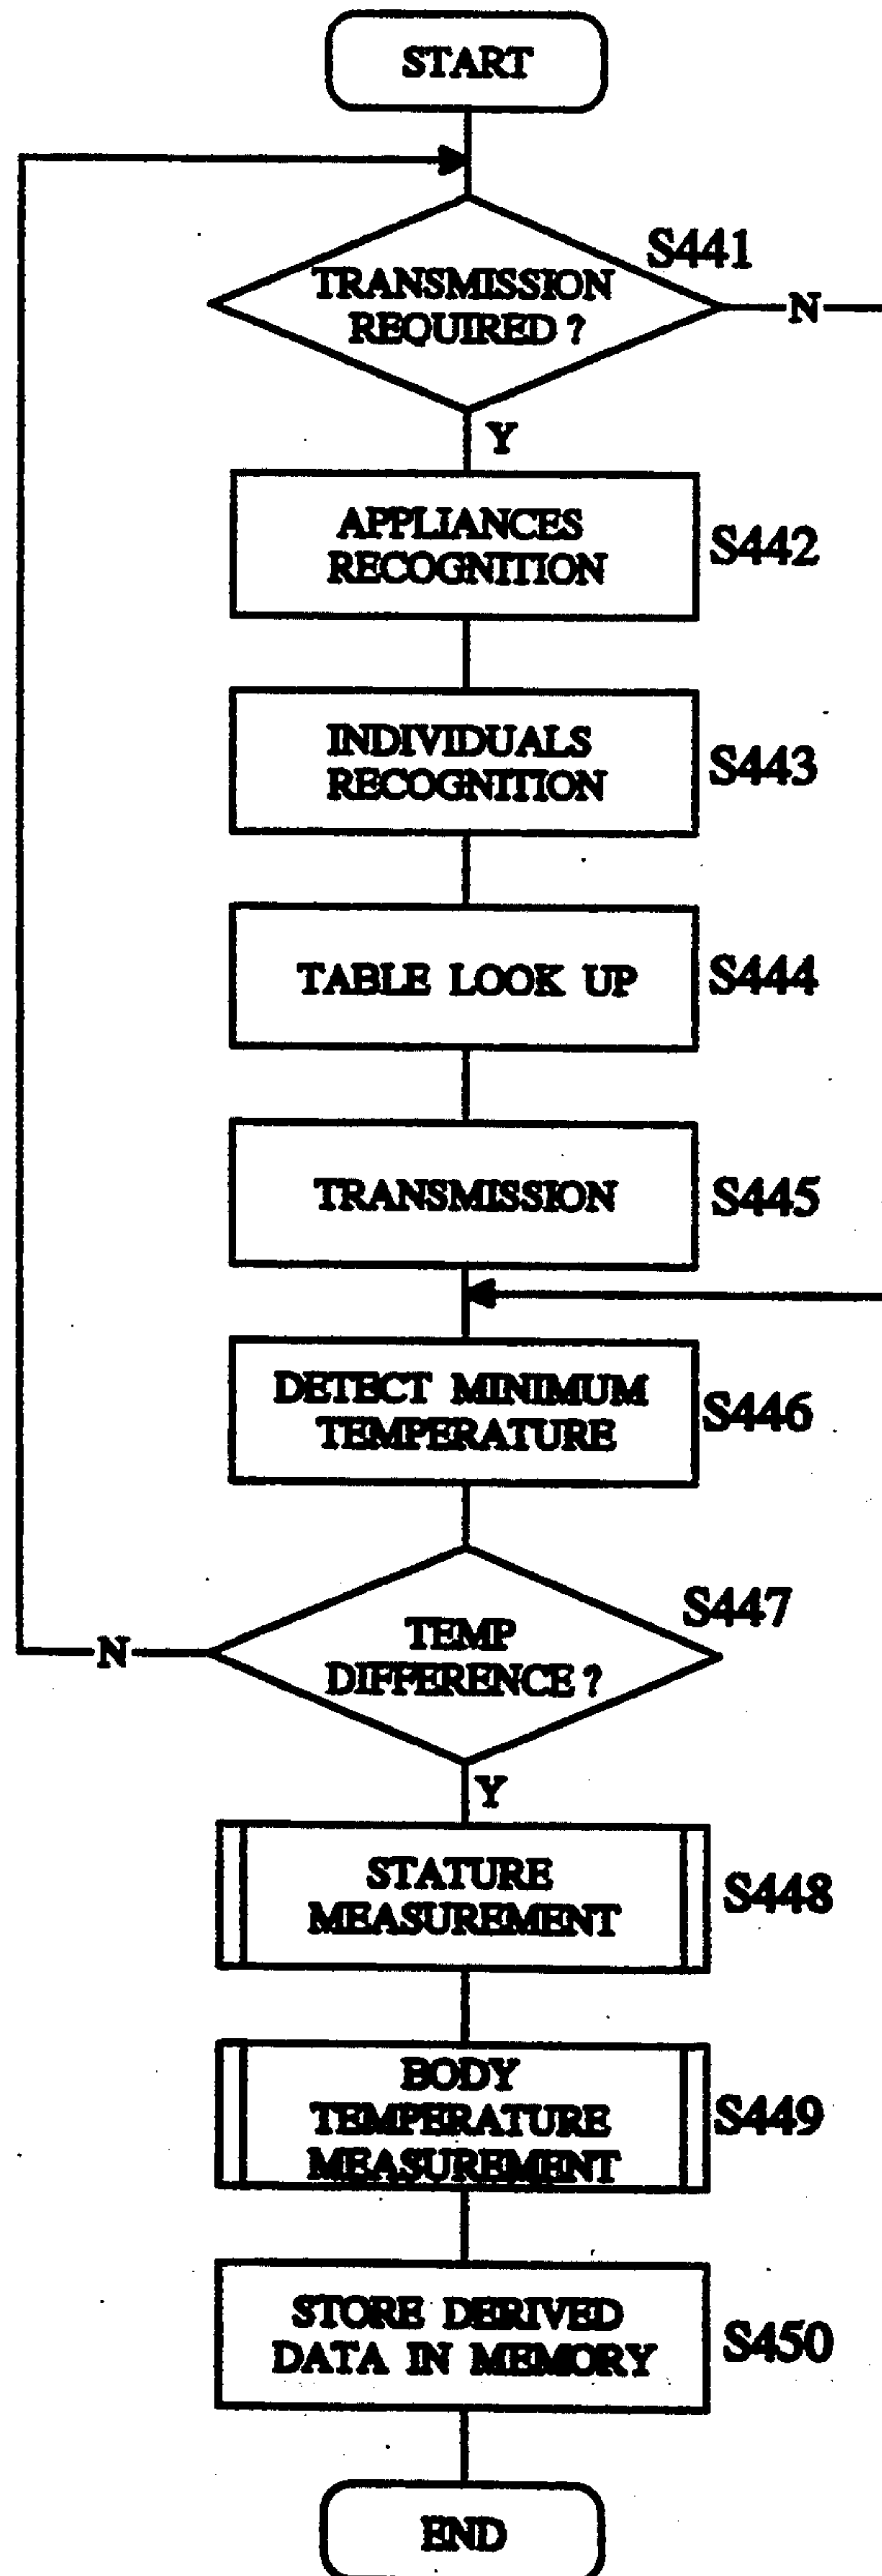 START
S441
TRANSMISSION
REQUIRED ?
N
Y
APPLIANCES
RECOGNITION
S442
INDIVIDUALS
RECOGNITION
S443
TABLE LOOK UP
S444
TRANSMISSION
S445
DETECT MINIMUM
TEMPERATURE
S446
S447
TEMP
DIFFERENCE ?
N
Y
STATURE
MEASUREMENT
S448
BODY
TEMPERATURE
MEASUREMENT
S449
STORE DERIVED
DATA IN MEMORY
S450
END